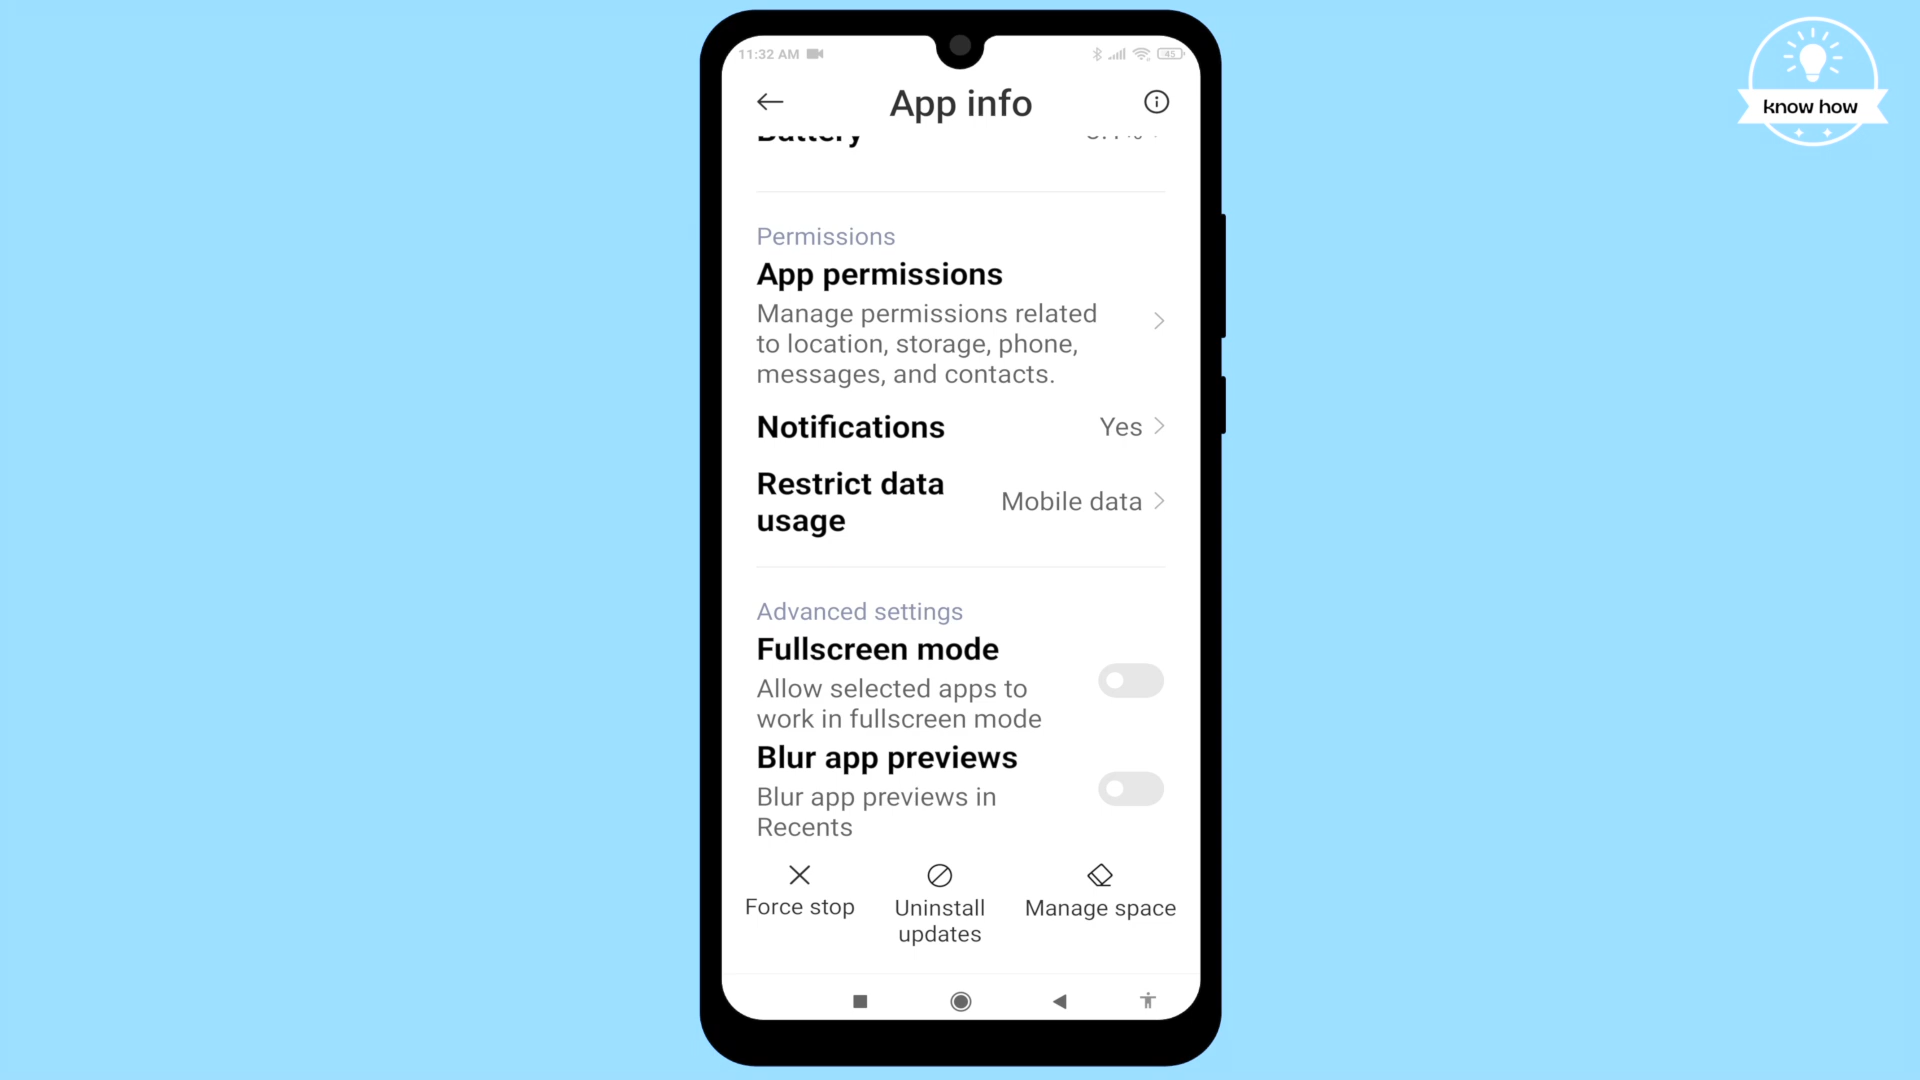 11:32 AM
45
know how
App info
Battery
Permissions
App permissions
Manage permissions related
to location, storage, phone,
messages, and contacts.
Notifications
Yes
Restrict data
usage
Mobile data
Advanced settings
Fullscreen mode
Allow selected apps to
work in fullscreen mode
Blur app previews
Blur app previews in
Recents
Force stop
Uninstall
updates
Manage space